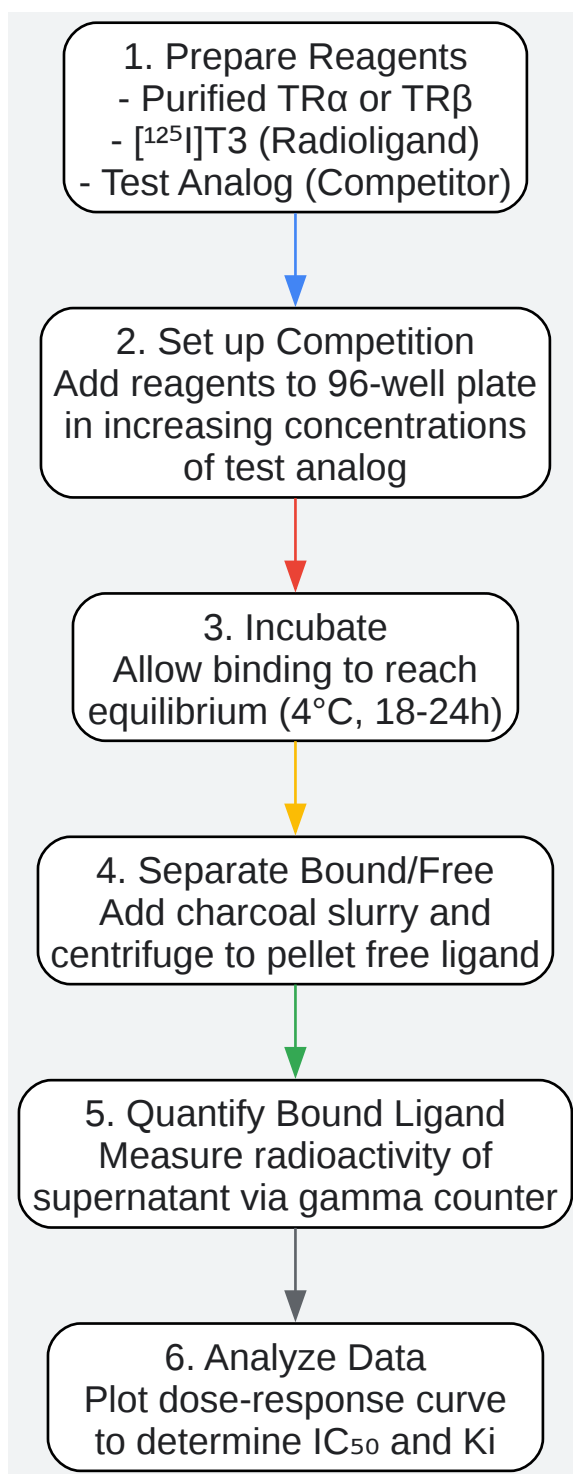 1. Prepare Reagents
- Purified TRα or TRβ
- [¹²⁵I]T3 (Radioligand)
- Test Analog (Competitor)
2. Set up Competition
Add reagents to 96-well plate
in increasing concentrations
of test analog
3. Incubate
Allow binding to reach
equilibrium (4°C, 18-24h)
4. Separate Bound/Free
Add charcoal slurry and
centrifuge to pellet free ligand
5. Quantify Bound Ligand
Measure radioactivity of
supernatant via gamma counter
6. Analyze Data
Plot dose-response curve
to determine IC₅₀ and Ki